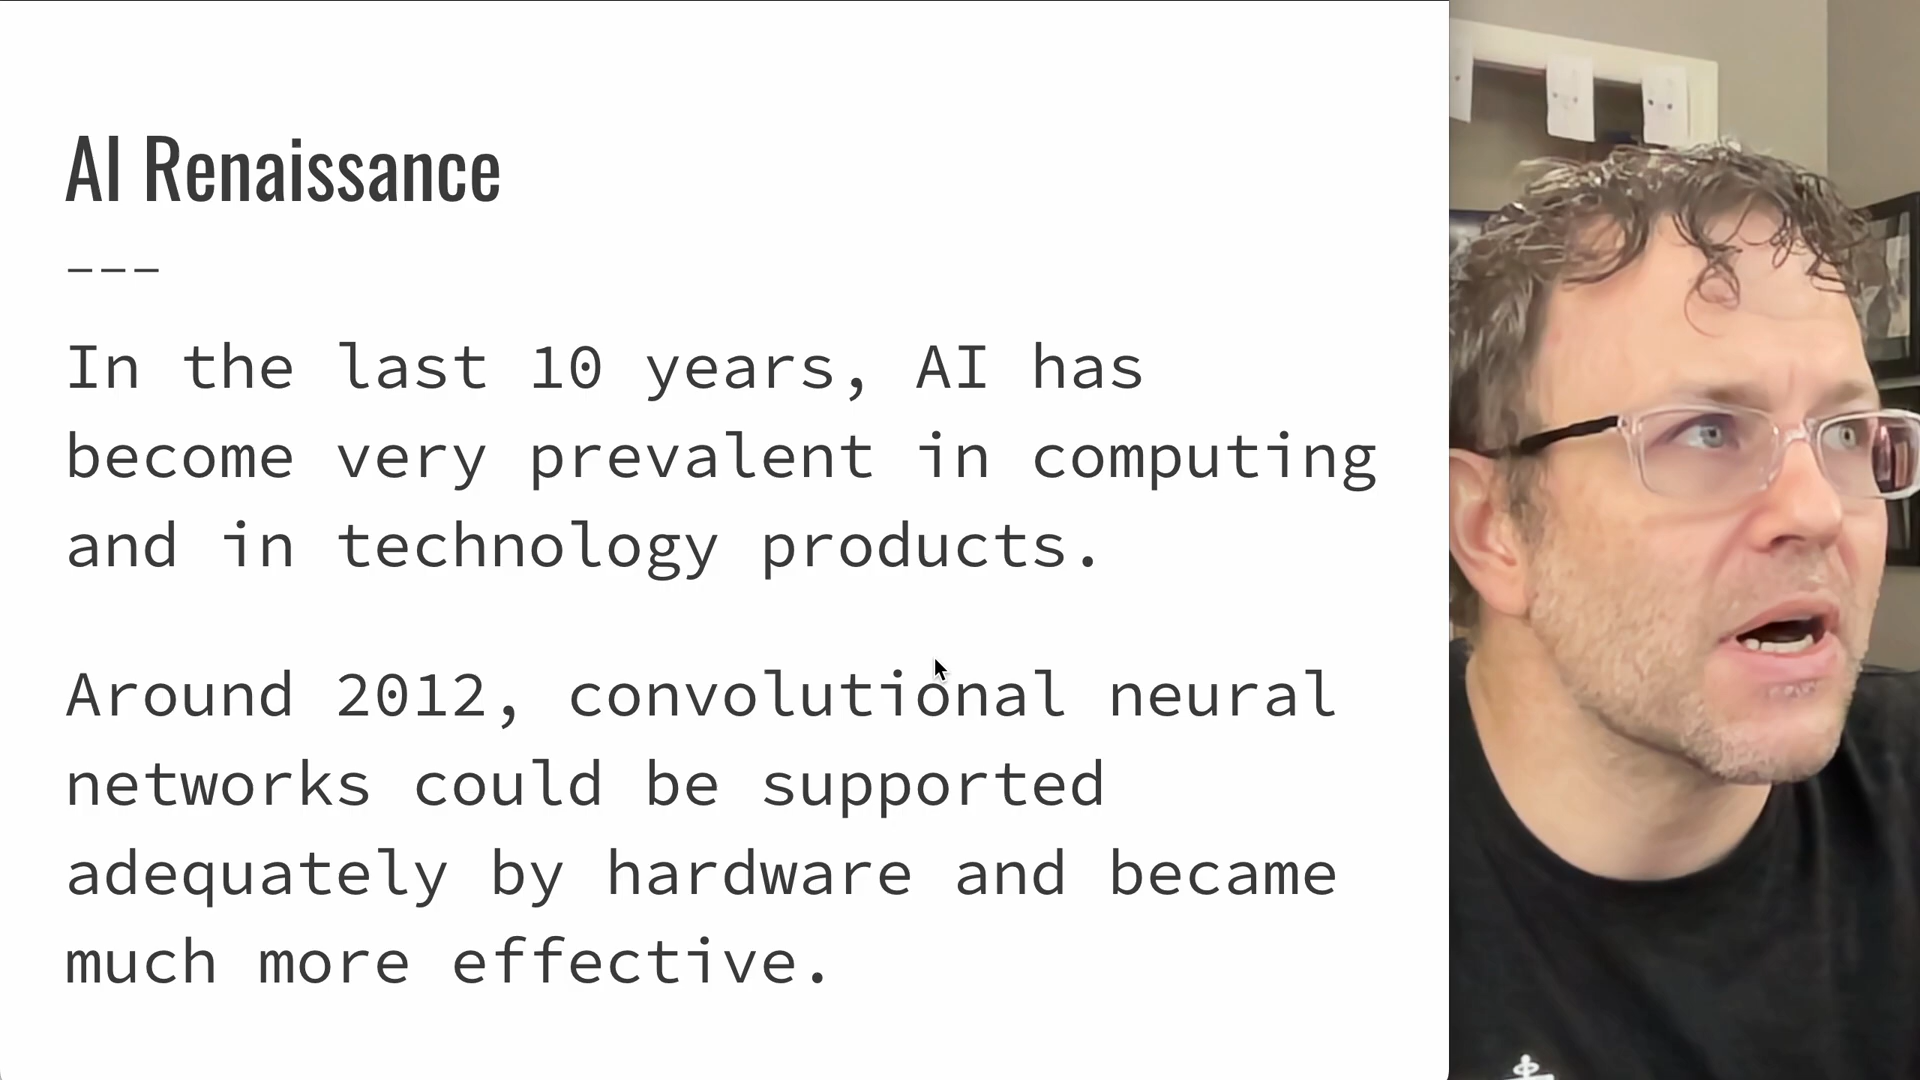 AI Renaissance
---
In the last 10 years, AI has
become very prevalent in computing
and in technology products.
Around 2012, convolutional neural
networks could be supported
adequately by hardware and became
much more effective.